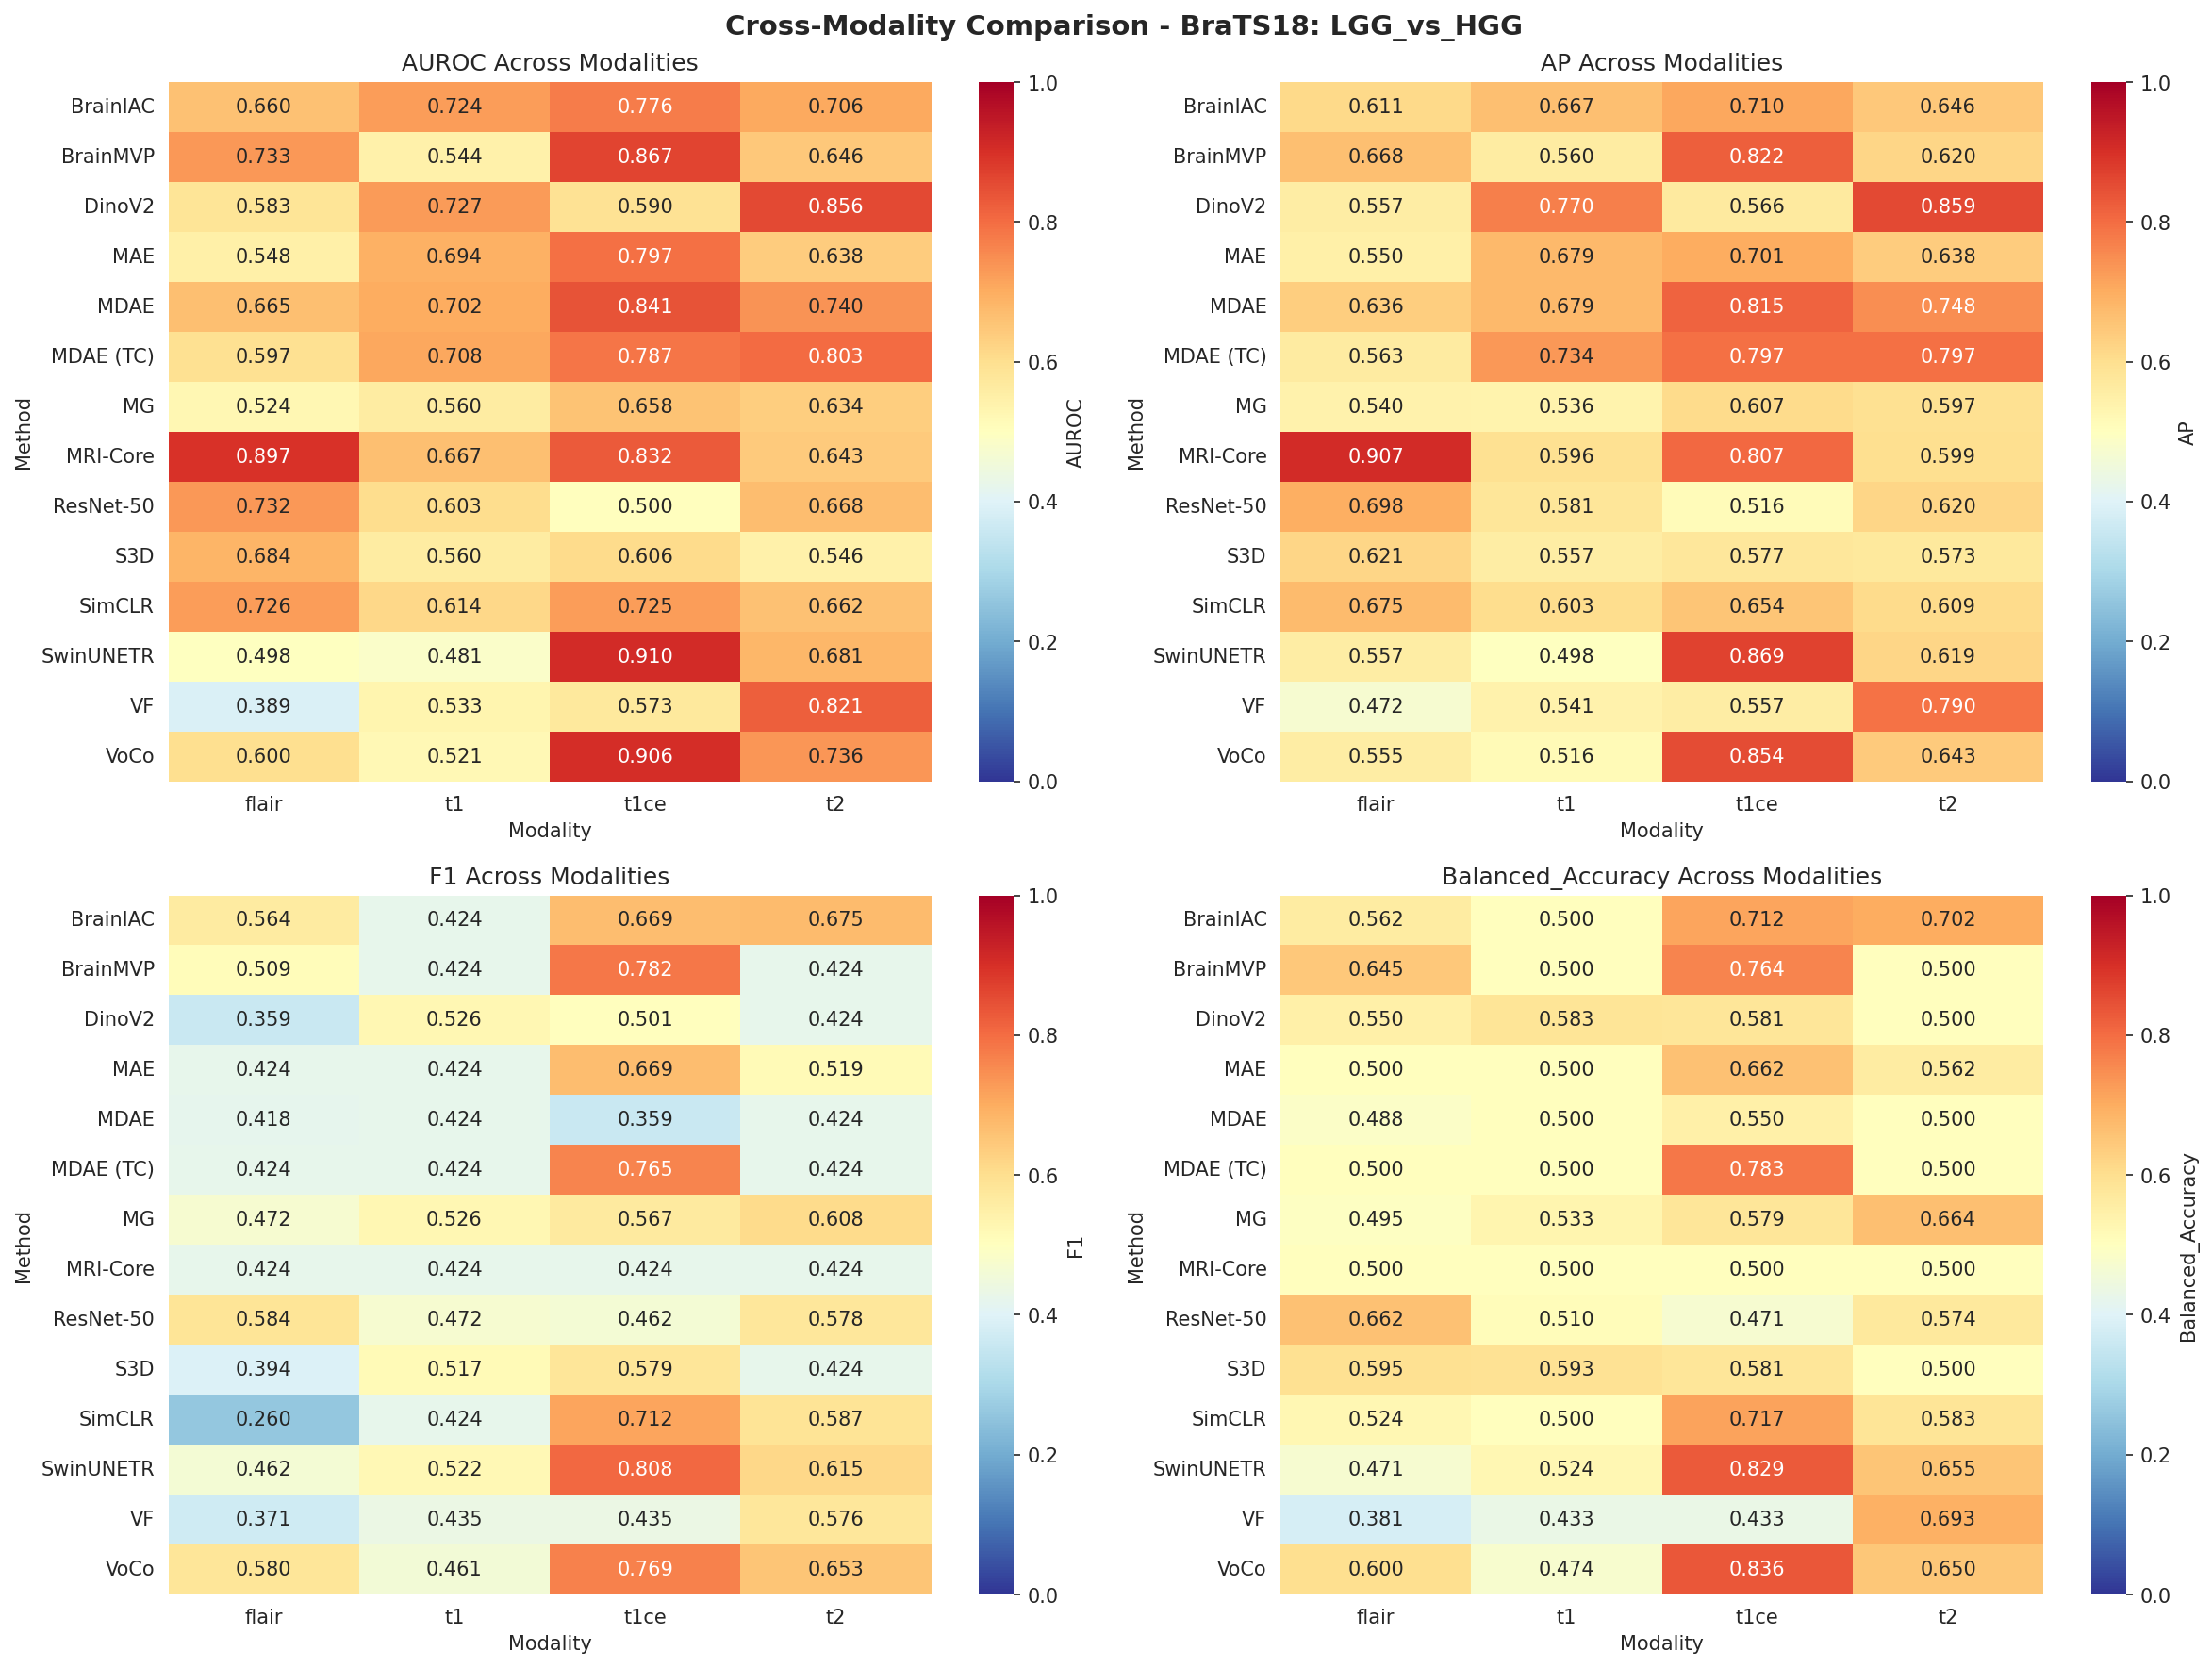 Cross-Modality Comparison - BraTS18: LGG_vs_HGG
AUROC Across Modalities
Method
BrainIAC 0.660 0.724 0.776 0.706
BrainMVP 0.733 0.544 0.867 0.646
DinoV2 0.583 0.727 0.590 0.856
MAE 0.548 0.694 0.797 0.638
MDAE 0.665 0.702 0.841 0.740
MDAE (TC) 0.597 0.708 0.787 0.803
MG 0.524 0.560 0.658 0.634
MRI-Core 0.897 0.667 0.832 0.643
ResNet-50 0.732 0.603 0.500 0.668
S3D 0.684 0.560 0.606 0.546
SimCLR 0.726 0.614 0.725 0.662
SwinUNETR 0.498 0.481 0.910 0.681
VF 0.389 0.533 0.573 0.821
VoCo 0.600 0.521 0.906 0.736
flair t1 t1ce t2
Modality
1.0
0.8
0.6
0.4
0.2
0.0
AUROC
AP Across Modalities
Method
BrainIAC 0.611 0.667 0.710 0.646
BrainMVP 0.668 0.560 0.822 0.620
DinoV2 0.557 0.770 0.566 0.859
MAE 0.550 0.679 0.701 0.638
MDAE 0.636 0.679 0.815 0.748
MDAE (TC) 0.563 0.734 0.797 0.797
MG 0.540 0.536 0.607 0.597
MRI-Core 0.907 0.596 0.807 0.599
ResNet-50 0.698 0.581 0.516 0.620
S3D 0.621 0.557 0.577 0.573
SimCLR 0.675 0.603 0.654 0.609
SwinUNETR 0.557 0.498 0.869 0.619
VF 0.472 0.541 0.557 0.790
VoCo 0.555 0.516 0.854 0.643
flair t1 t1ce t2
Modality
1.0
0.8
0.6
0.4
0.2
0.0
AP
F1 Across Modalities
Method
BrainIAC 0.564 0.424 0.669 0.675
BrainMVP 0.509 0.424 0.782 0.424
DinoV2 0.359 0.526 0.501 0.424
MAE 0.424 0.424 0.669 0.519
MDAE 0.418 0.424 0.359 0.424
MDAE (TC) 0.424 0.424 0.765 0.424
MG 0.472 0.526 0.567 0.608
MRI-Core 0.424 0.424 0.424 0.424
ResNet-50 0.584 0.472 0.462 0.578
S3D 0.394 0.517 0.579 0.424
SimCLR 0.260 0.424 0.712 0.587
SwinUNETR 0.462 0.522 0.808 0.615
VF 0.371 0.435 0.435 0.576
VoCo 0.580 0.461 0.769 0.653
flair t1 t1ce t2
Modality
1.0
0.8
0.6
0.4
0.2
0.0
F1
Balanced_Accuracy Across Modalities
Method
BrainIAC 0.562 0.500 0.712 0.702
BrainMVP 0.645 0.500 0.764 0.500
DinoV2 0.550 0.583 0.581 0.500
MAE 0.500 0.500 0.662 0.562
MDAE 0.488 0.500 0.550 0.500
MDAE (TC) 0.500 0.500 0.783 0.500
MG 0.495 0.533 0.579 0.664
MRI-Core 0.500 0.500 0.500 0.500
ResNet-50 0.662 0.510 0.471 0.574
S3D 0.595 0.593 0.581 0.500
SimCLR 0.524 0.500 0.717 0.583
SwinUNETR 0.471 0.524 0.829 0.655
VF 0.381 0.433 0.433 0.693
VoCo 0.600 0.474 0.836 0.650
flair t1 t1ce t2
Modality
1.0
0.8
0.6
0.4
0.2
0.0
Balanced_Accuracy